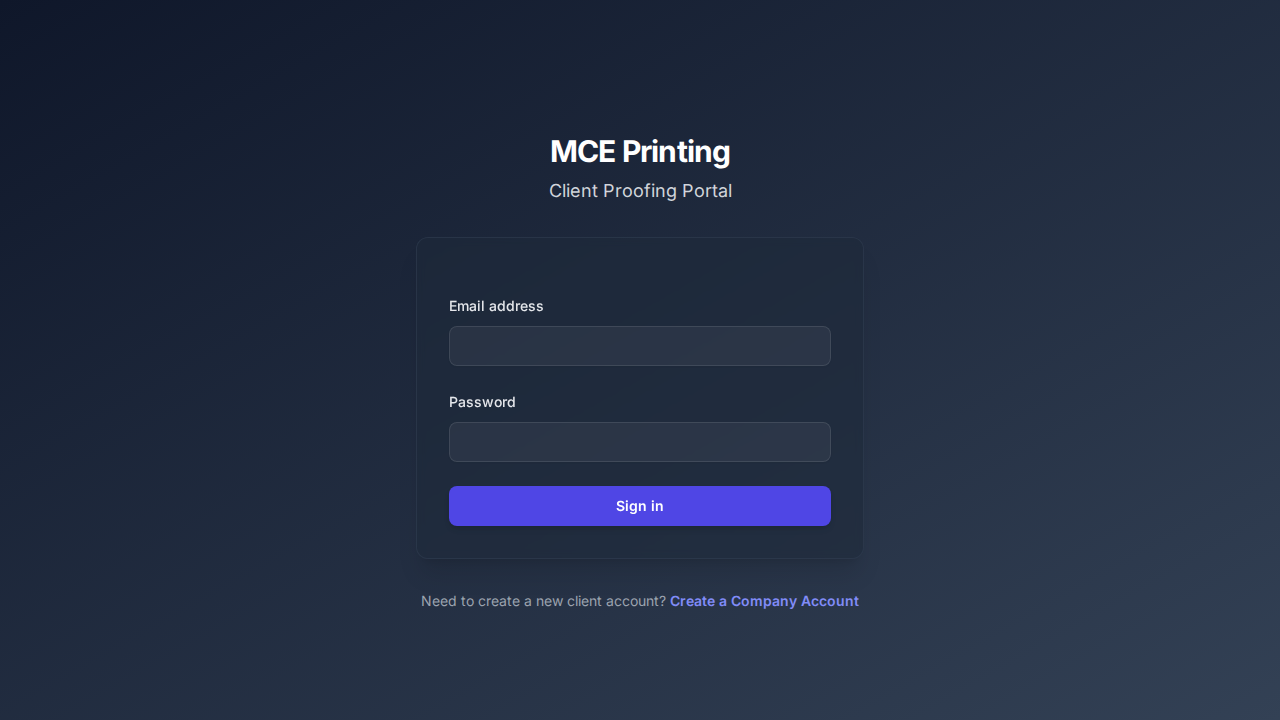 MCE Printing
Client Proofing Portal
Email address
Password
Sign in
Need to create a new client account? Create a Company Account